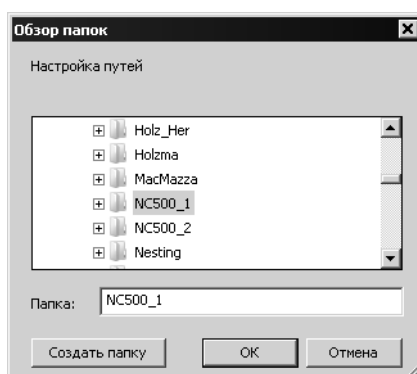 Обзор папок
Настройка путей
Holz_Her
Holzma
MacMazza
NC500_1
NC500_2
Nesting
Папка: NC500_1
Создать папку OK Отмена